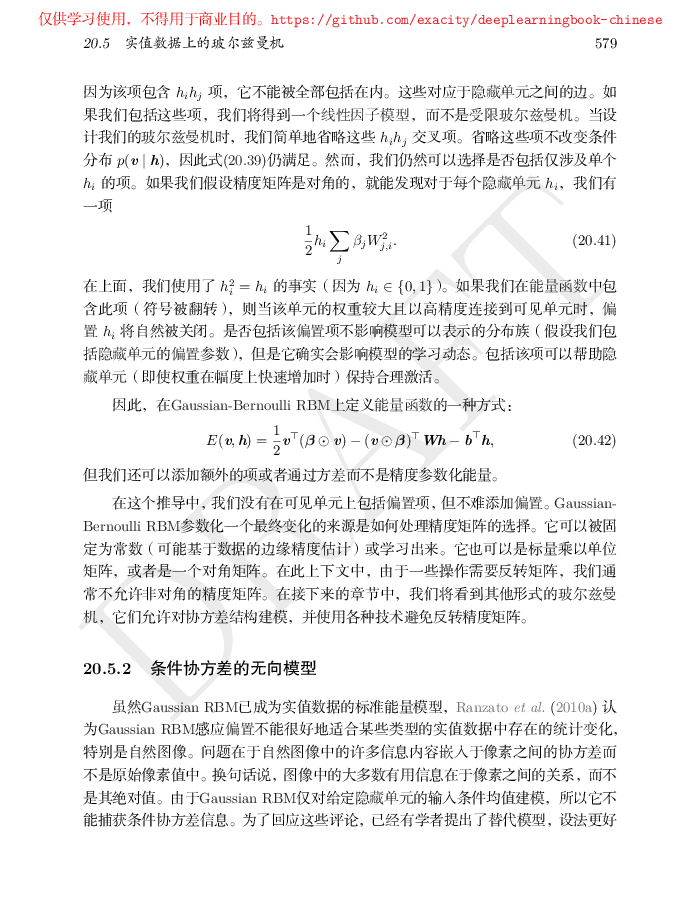 仅供学习使用，不得用于商业目的。https://github.com/exacity/deeplearningbook-chinese
20.5 实值数据上的玻尔兹曼机 579
因为该项包含 hᵢhⱼ 项，它不能被全部包括在内。这些对应于隐藏单元之间的边。如
果我们包括这些项，我们将得到一个线性因子模型，而不是受限玻尔兹曼机。当设
计我们的玻尔兹曼机时，我们简单地省略这些 hᵢhⱼ 交叉项。省略这些项不改变条件
分布 p(v | h)，因此式(20.39)仍满足。然而，我们仍然可以选择是否包括仅涉及单个
hᵢ 的项。如果我们假设精度矩阵是对角的，就能发现对于每个隐藏单元 hᵢ，我们有
一项
1/2 hᵢ ∑ⱼ βⱼW²ⱼ,ᵢ. (20.41)
在上面，我们使用了 hᵢ² = hᵢ 的事实（因为 hᵢ ∈ {0, 1}）。如果我们在能量函数中包
含此项（符号被翻转），则当该单元的权重较大且以高精度连接到可见单元时，偏
置 hᵢ 将自然被关闭。是否包括该偏置项不影响模型可以表示的分布族（假设我们包
括隐藏单元的偏置参数），但是它确实会影响模型的学习动态。包括该项可以帮助隐
藏单元（即使权重在幅度上快速增加时）保持合理激活。
因此，在Gaussian-Bernoulli RBM上定义能量函数的一种方式：
E(v, h) = 1/2 v⊤(β ⊙ v) − (v ⊙ β)⊤Wh − b⊤h, (20.42)
但我们还可以添加额外的项或者通过方差而不是精度参数化能量。
在这个推导中，我们没有在可见单元上包括偏置项，但不难添加偏置。Gaussian-
Bernoulli RBM参数化一个最终变化的来源是如何处理精度矩阵的选择。它可以被固
定为常数（可能基于数据的边缘精度估计）或学习出来。它也可以是标量乘以单位
矩阵，或者是一个对角矩阵。在此上下文中，由于一些操作需要反转矩阵，我们通
常不允许非对角的精度矩阵。在接下来的章节中，我们将看到其他形式的玻尔兹曼
机，它们允许对协方差结构建模，并使用各种技术避免反转精度矩阵。
20.5.2 条件协方差的无向模型
虽然Gaussian RBM已成为实值数据的标准能量模型，Ranzato et al. (2010a) 认
为Gaussian RBM感应偏置不能很好地适合某些类型的实值数据中存在的统计变化，
特别是自然图像。问题在于自然图像中的许多信息内容嵌入于像素之间的协方差而
不是原始像素值中。换句话说，图像中的大多数有用信息在于像素之间的关系，而不
是其绝对值。由于Gaussian RBM仅对给定隐藏单元的输入条件均值建模，所以它不
能捕获条件协方差信息。为了回应这些评论，已经有学者提出了替代模型，设法更好
DRAFT